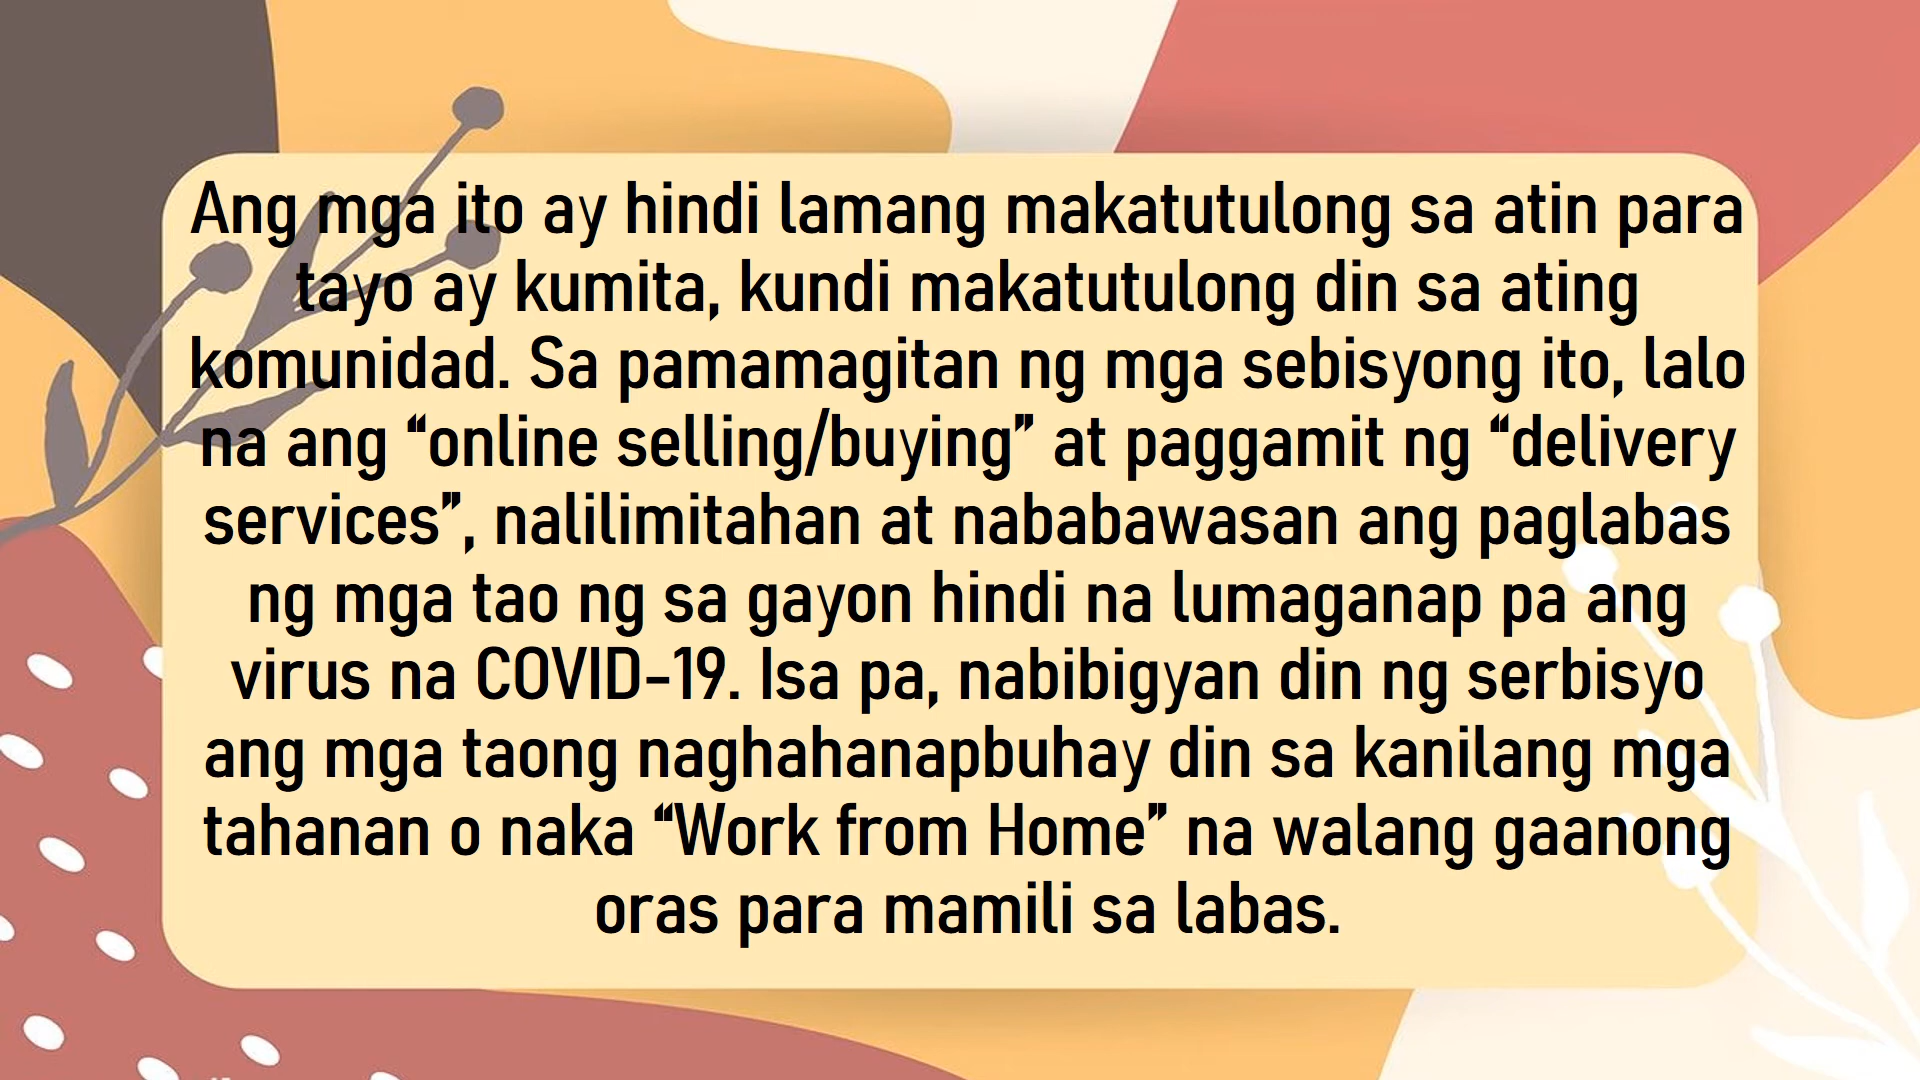 Ang mga ito ay hindi lamang makatutulong sa atin para
tayo ay kumita, kundi makatutulong din sa ating
komunidad. Sa pamamagitan ng mga sebisyong ito, lalo
na ang “online selling/buying” at paggamit ng “delivery
services”, nalilimitahan at nababawasan ang paglabas
ng mga tao ng sa gayon hindi na lumaganap pa ang
virus na COVID-19. Isa pa, nabibigyan din ng serbisyo
ang mga taong naghahanapbuhay din sa kanilang mga
tahanan o naka “Work from Home” na walang gaanong
oras para mamili sa labas.